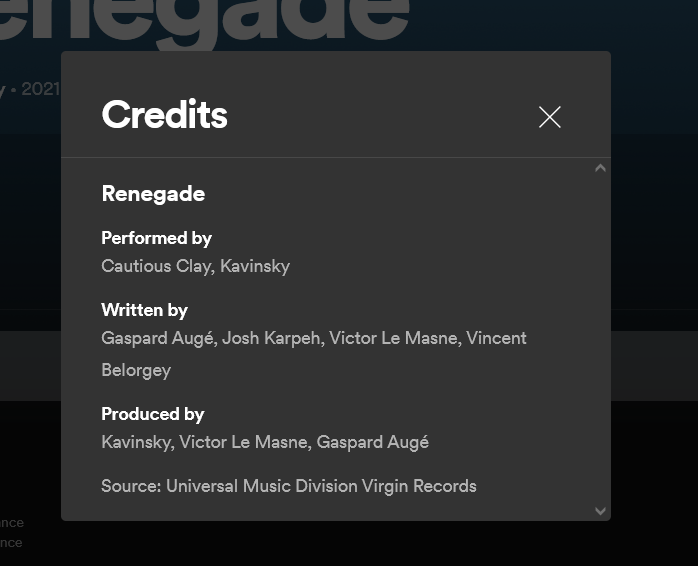 enegade
y • 2021
Credits
Renegade
Performed by
Cautious Clay, Kavinsky
Written by
Gaspard Augé, Josh Karpeh, Victor Le Masne, Vincent
Belorgey
Produced by
Kavinsky, Victor Le Masne, Gaspard Augé
Source: Universal Music Division Virgin Records
ance
nce